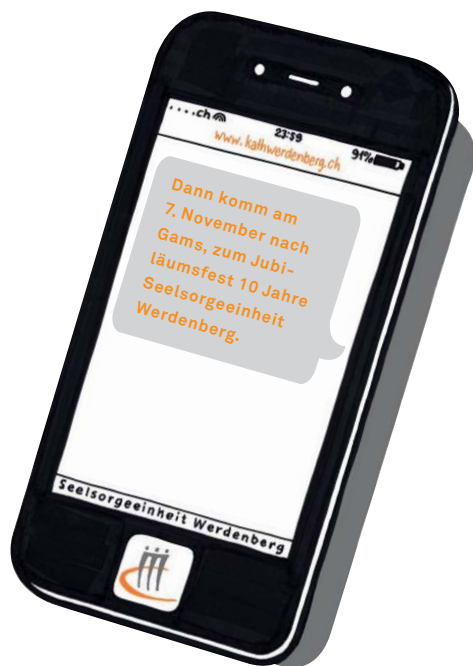 ....ch
23:59
91%
www.kathwerdenberg.ch
Dann komm am
7. November nach
Gams, zum Jubi-
läumsfest 10 Jahre
Seelsorgeeinheit
Werdenberg.
Seelsorgeeinheit Werdenberg